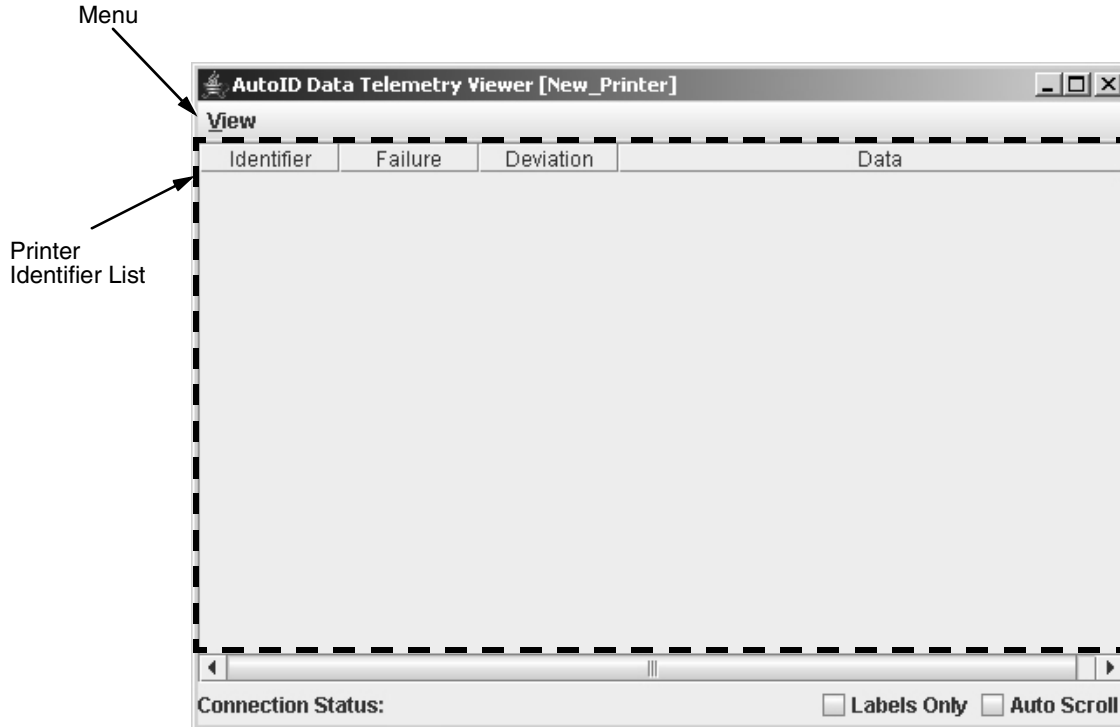 Menu
AutoID Data Telemetry Viewer [New_Printer]
View
Identifier Failure Deviation Data
Printer
Identifier List
Connection Status: Labels Only Auto Scroll